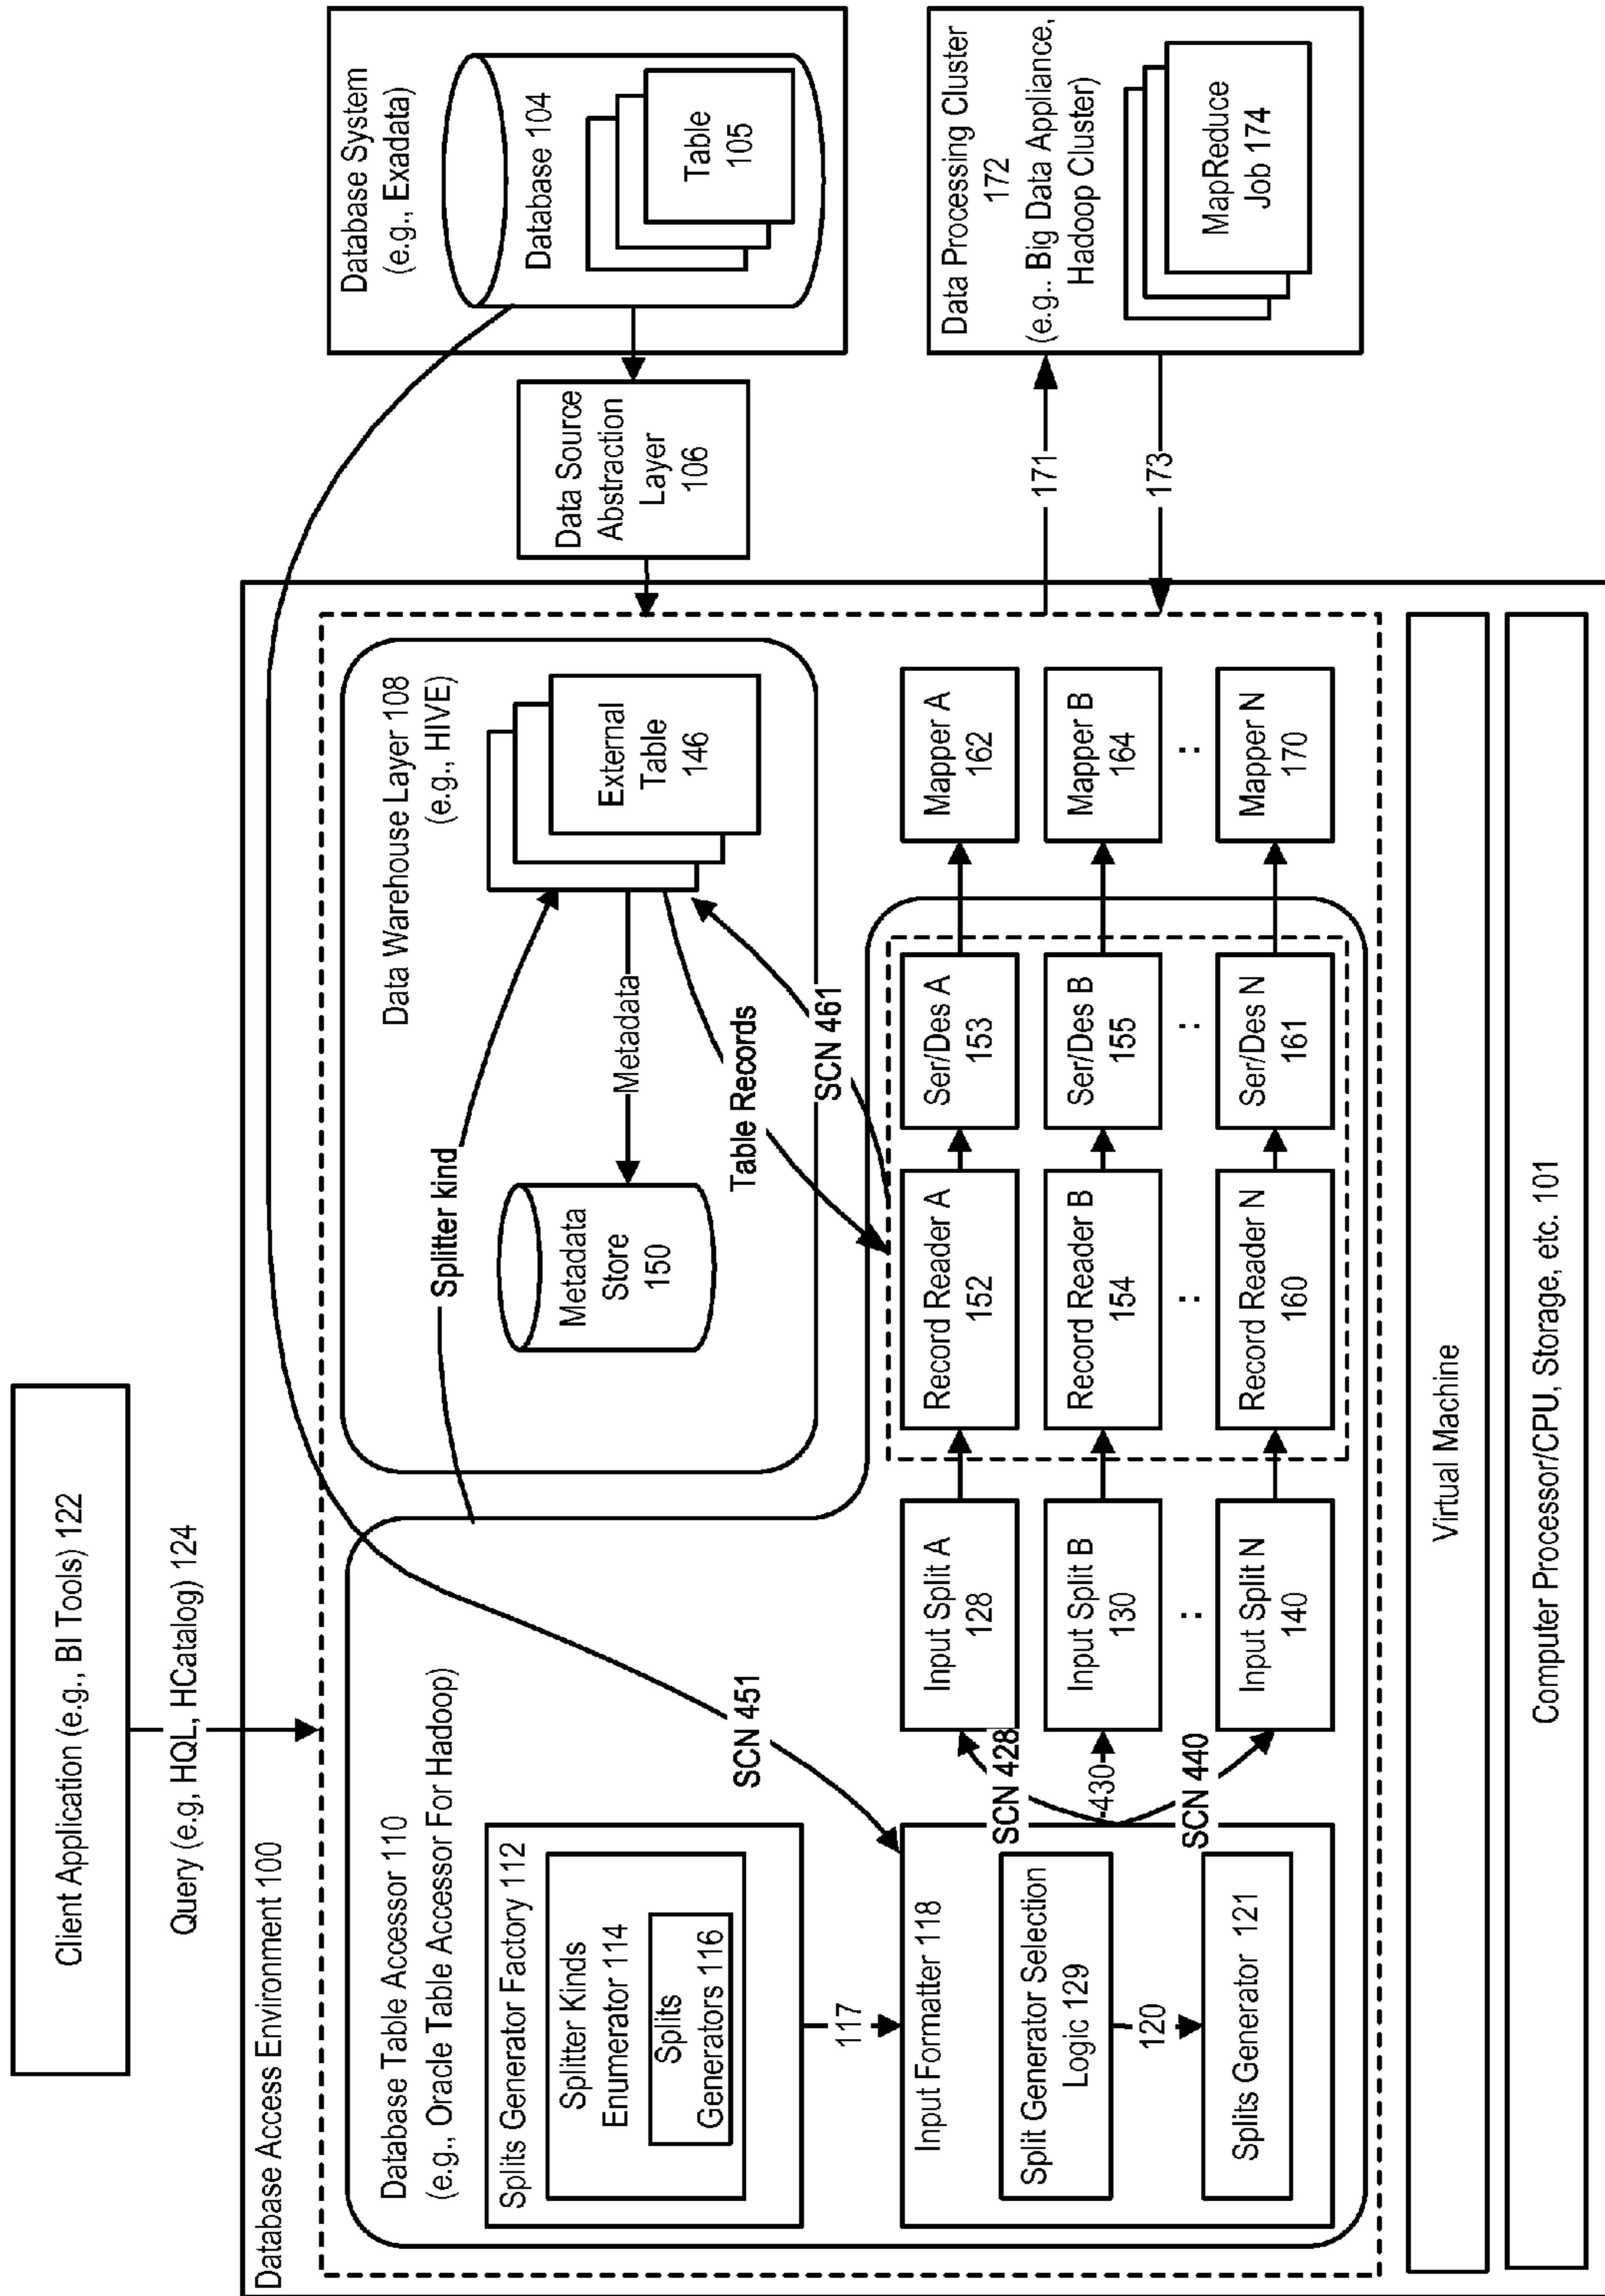 Client Application (e.g., BI Tools) 122
Query (e.g, HQL, HCatalog) 124
Database Access Environment 100
Database Table Accessor 110
(e.g., Oracle Table Accessor For Hadoop)
Splits Generator Factory 112
Splitter Kinds
Enumerator 114
Splits
Generators 116
117
Input Formatter 118
Split Generator Selection
Logic 129
120
Splits Generator 121
SCN 451
SCN 428
430
SCN 440
Input Split A
128
Input Split B
130
:
Input Split N
140
Splitter kind
Data Warehouse Layer 108
(e.g., HIVE)
Metadata
Store
150
Metadata
External
Table
146
Table Records
SCN 461
Record Reader A
152
Record Reader B
154
:
Record Reader N
160
Ser/Des A
153
Ser/Des B
155
:
Ser/Des N
161
Mapper A
162
Mapper B
164
:
Mapper N
170
Virtual Machine
Computer Processor/CPU, Storage, etc. 101
Data Source
Abstraction
Layer
106
Database System
(e.g., Exadata)
Database 104
Table
105
171
173
Data Processing Cluster
172
(e.g.. Big Data Appliance,
Hadoop Cluster)
MapReduce
Job 174